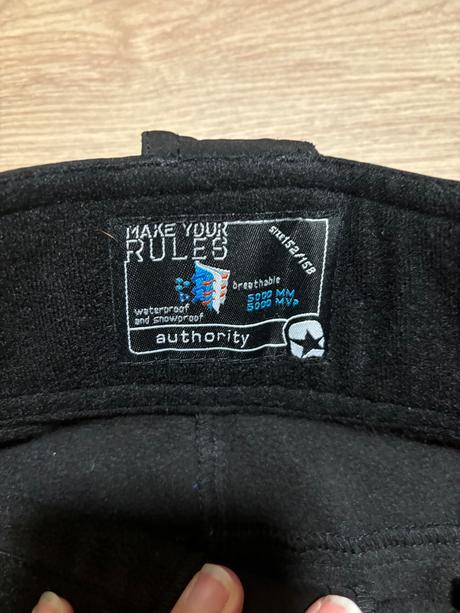 MAKE YOUR
RULES
size152/158
breathable
5000 MM
5000 MVp
waterproof
and snowproof
authority